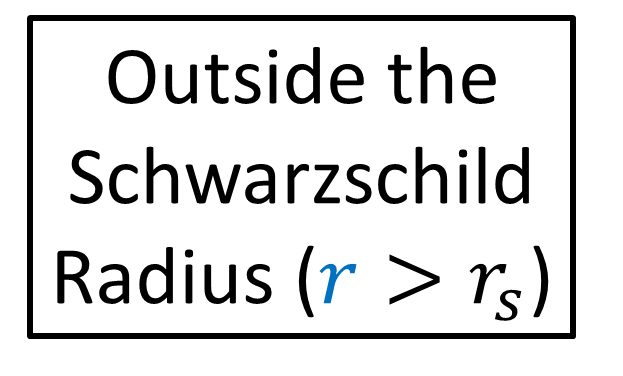 Outside the
Schwarzschild
Radius (r > rₛ)